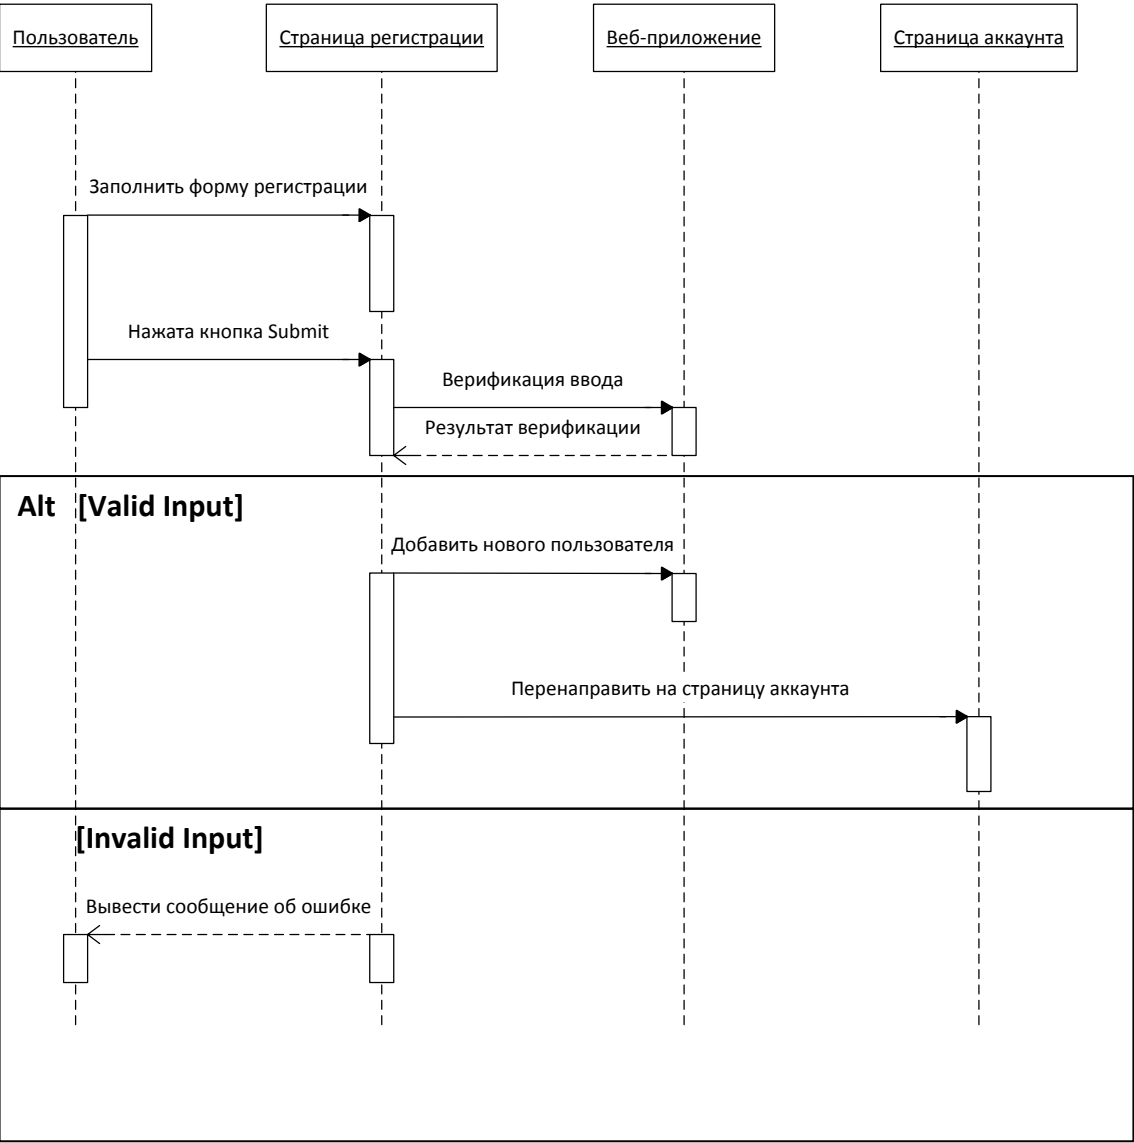 Пользователь
Страница регистрации
Веб-приложение
Страница аккаунта
Заполнить форму регистрации
Нажата кнопка Submit
Верификация ввода
Результат верификации
Alt [Valid Input]
Добавить нового пользователя
Перенаправить на страницу аккаунта
[Invalid Input]
Вывести сообщение об ошибке